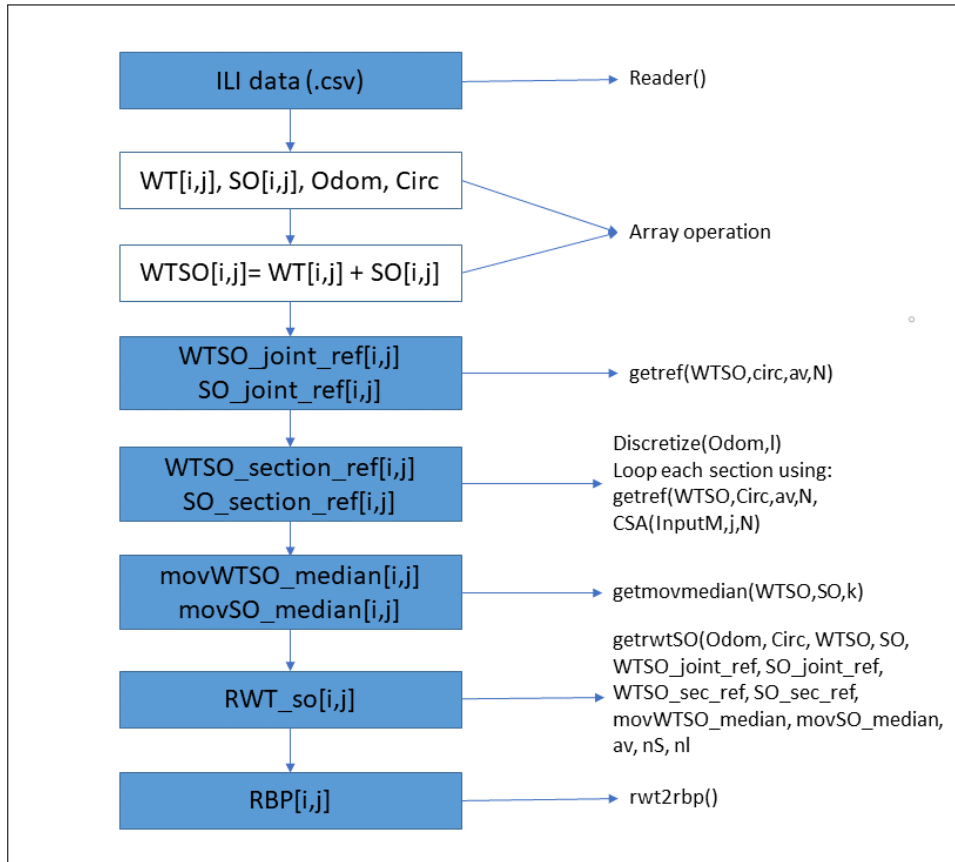 ILI data (.csv)
Reader()
WT[i,j], SO[i,j], Odom, Circ
Array operation
WTSO[i,j]= WT[i,j] + SO[i,j]
WTSO_joint_ref[i,j]
SO_joint_ref[i,j]
getref(WTSO,circ,av,N)
WTSO_section_ref[i,j]
SO_section_ref[i,j]
Discretize(Odom,l)
Loop each section using:
getref(WTSO,Circ,av,N,
CSA(InputM,j,N)
movWTSO_median[i,j]
movSO_median[i,j]
getmovmedian(WTSO,SO,k)
RWT_so[i,j]
getrwtSO(Odom, Circ, WTSO, SO,
WTSO_joint_ref, SO_joint_ref,
WTSO_sec_ref, SO_sec_ref,
movWTSO_median, movSO_median,
av, nS, nl
RBP[i,j]
rwt2rbp()